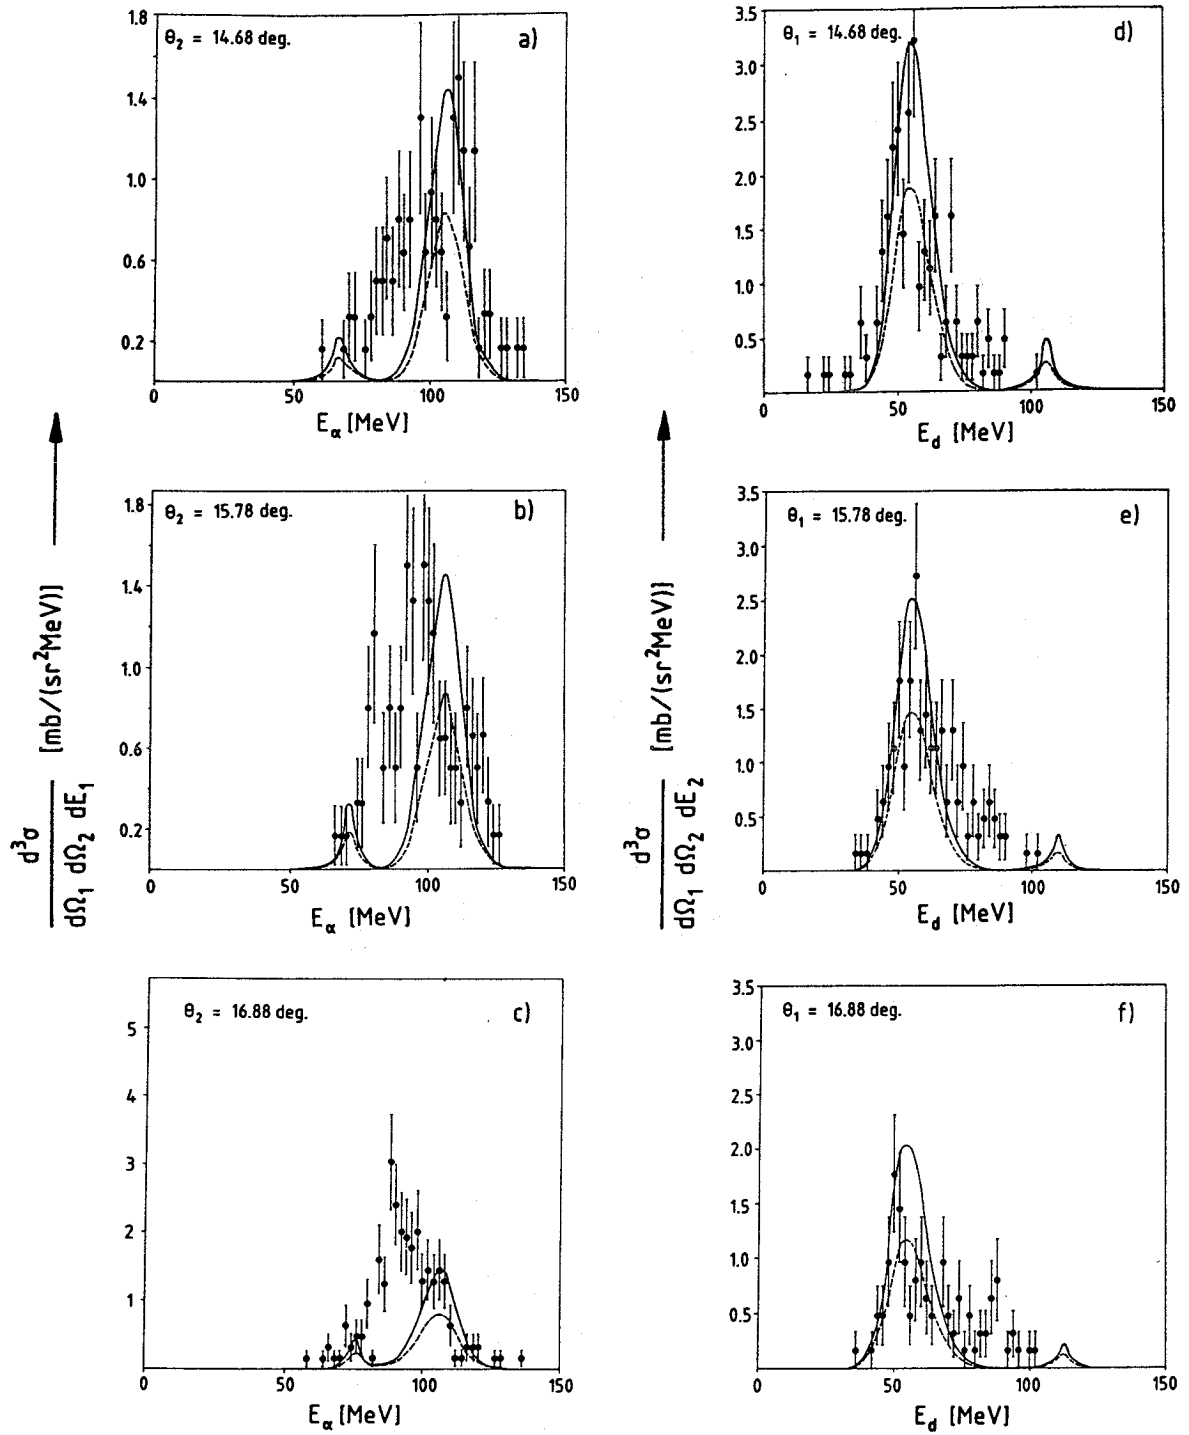 θ₂ = 14.68 deg.
a)
1.8
1.4
1.0
0.6
0.2
0
50
100
150
E_α [MeV]
θ₁ = 14.68 deg.
d)
3.5
3.0
2.5
2.0
1.5
1.0
0.5
0
50
100
150
E_d [MeV]
θ₂ = 15.78 deg.
b)
1.8
1.4
1.0
0.6
0.2
0
50
100
150
E_α [MeV]
θ₁ = 15.78 deg.
e)
3.5
3.0
2.5
2.0
1.5
1.0
0.5
0
50
100
150
E_d [MeV]
d³σ
dΩ₁ dΩ₂ dE₁
[mb/(sr²MeV)]
d³σ
dΩ₁ dΩ₂ dE₂
[mb/(sr²MeV)]
θ₂ = 16.88 deg.
c)
5
4
3
2
1
0
50
100
150
E_α [MeV]
θ₁ = 16.88 deg.
f)
3.5
3.0
2.5
2.0
1.5
1.0
0.5
0
50
100
150
E_d [MeV]